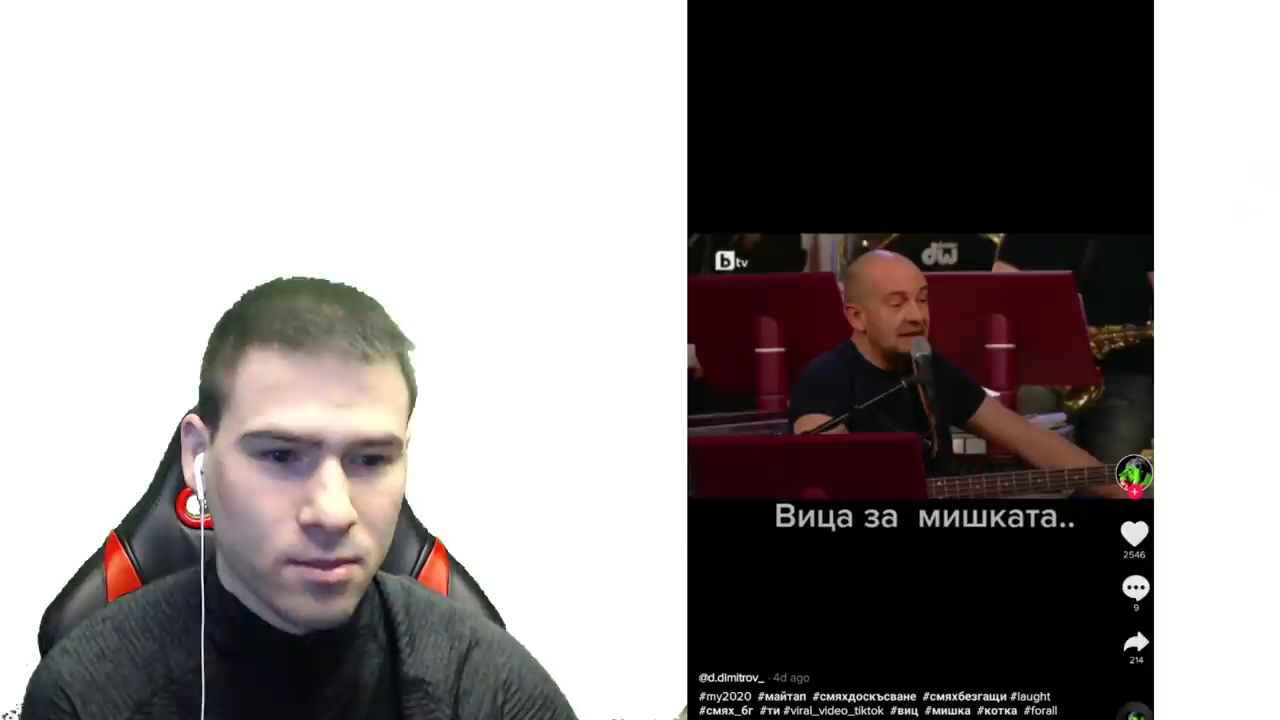 btv
dw
Вица за мишката..
2546
9
214
@d.dimitrov_ · 4d ago
#my2020 #майтап #смяхдоскъсване #смяхбезгащи #laught
#смях_бг #ти #viral_video_tiktok #виц #мишка #котка #forall